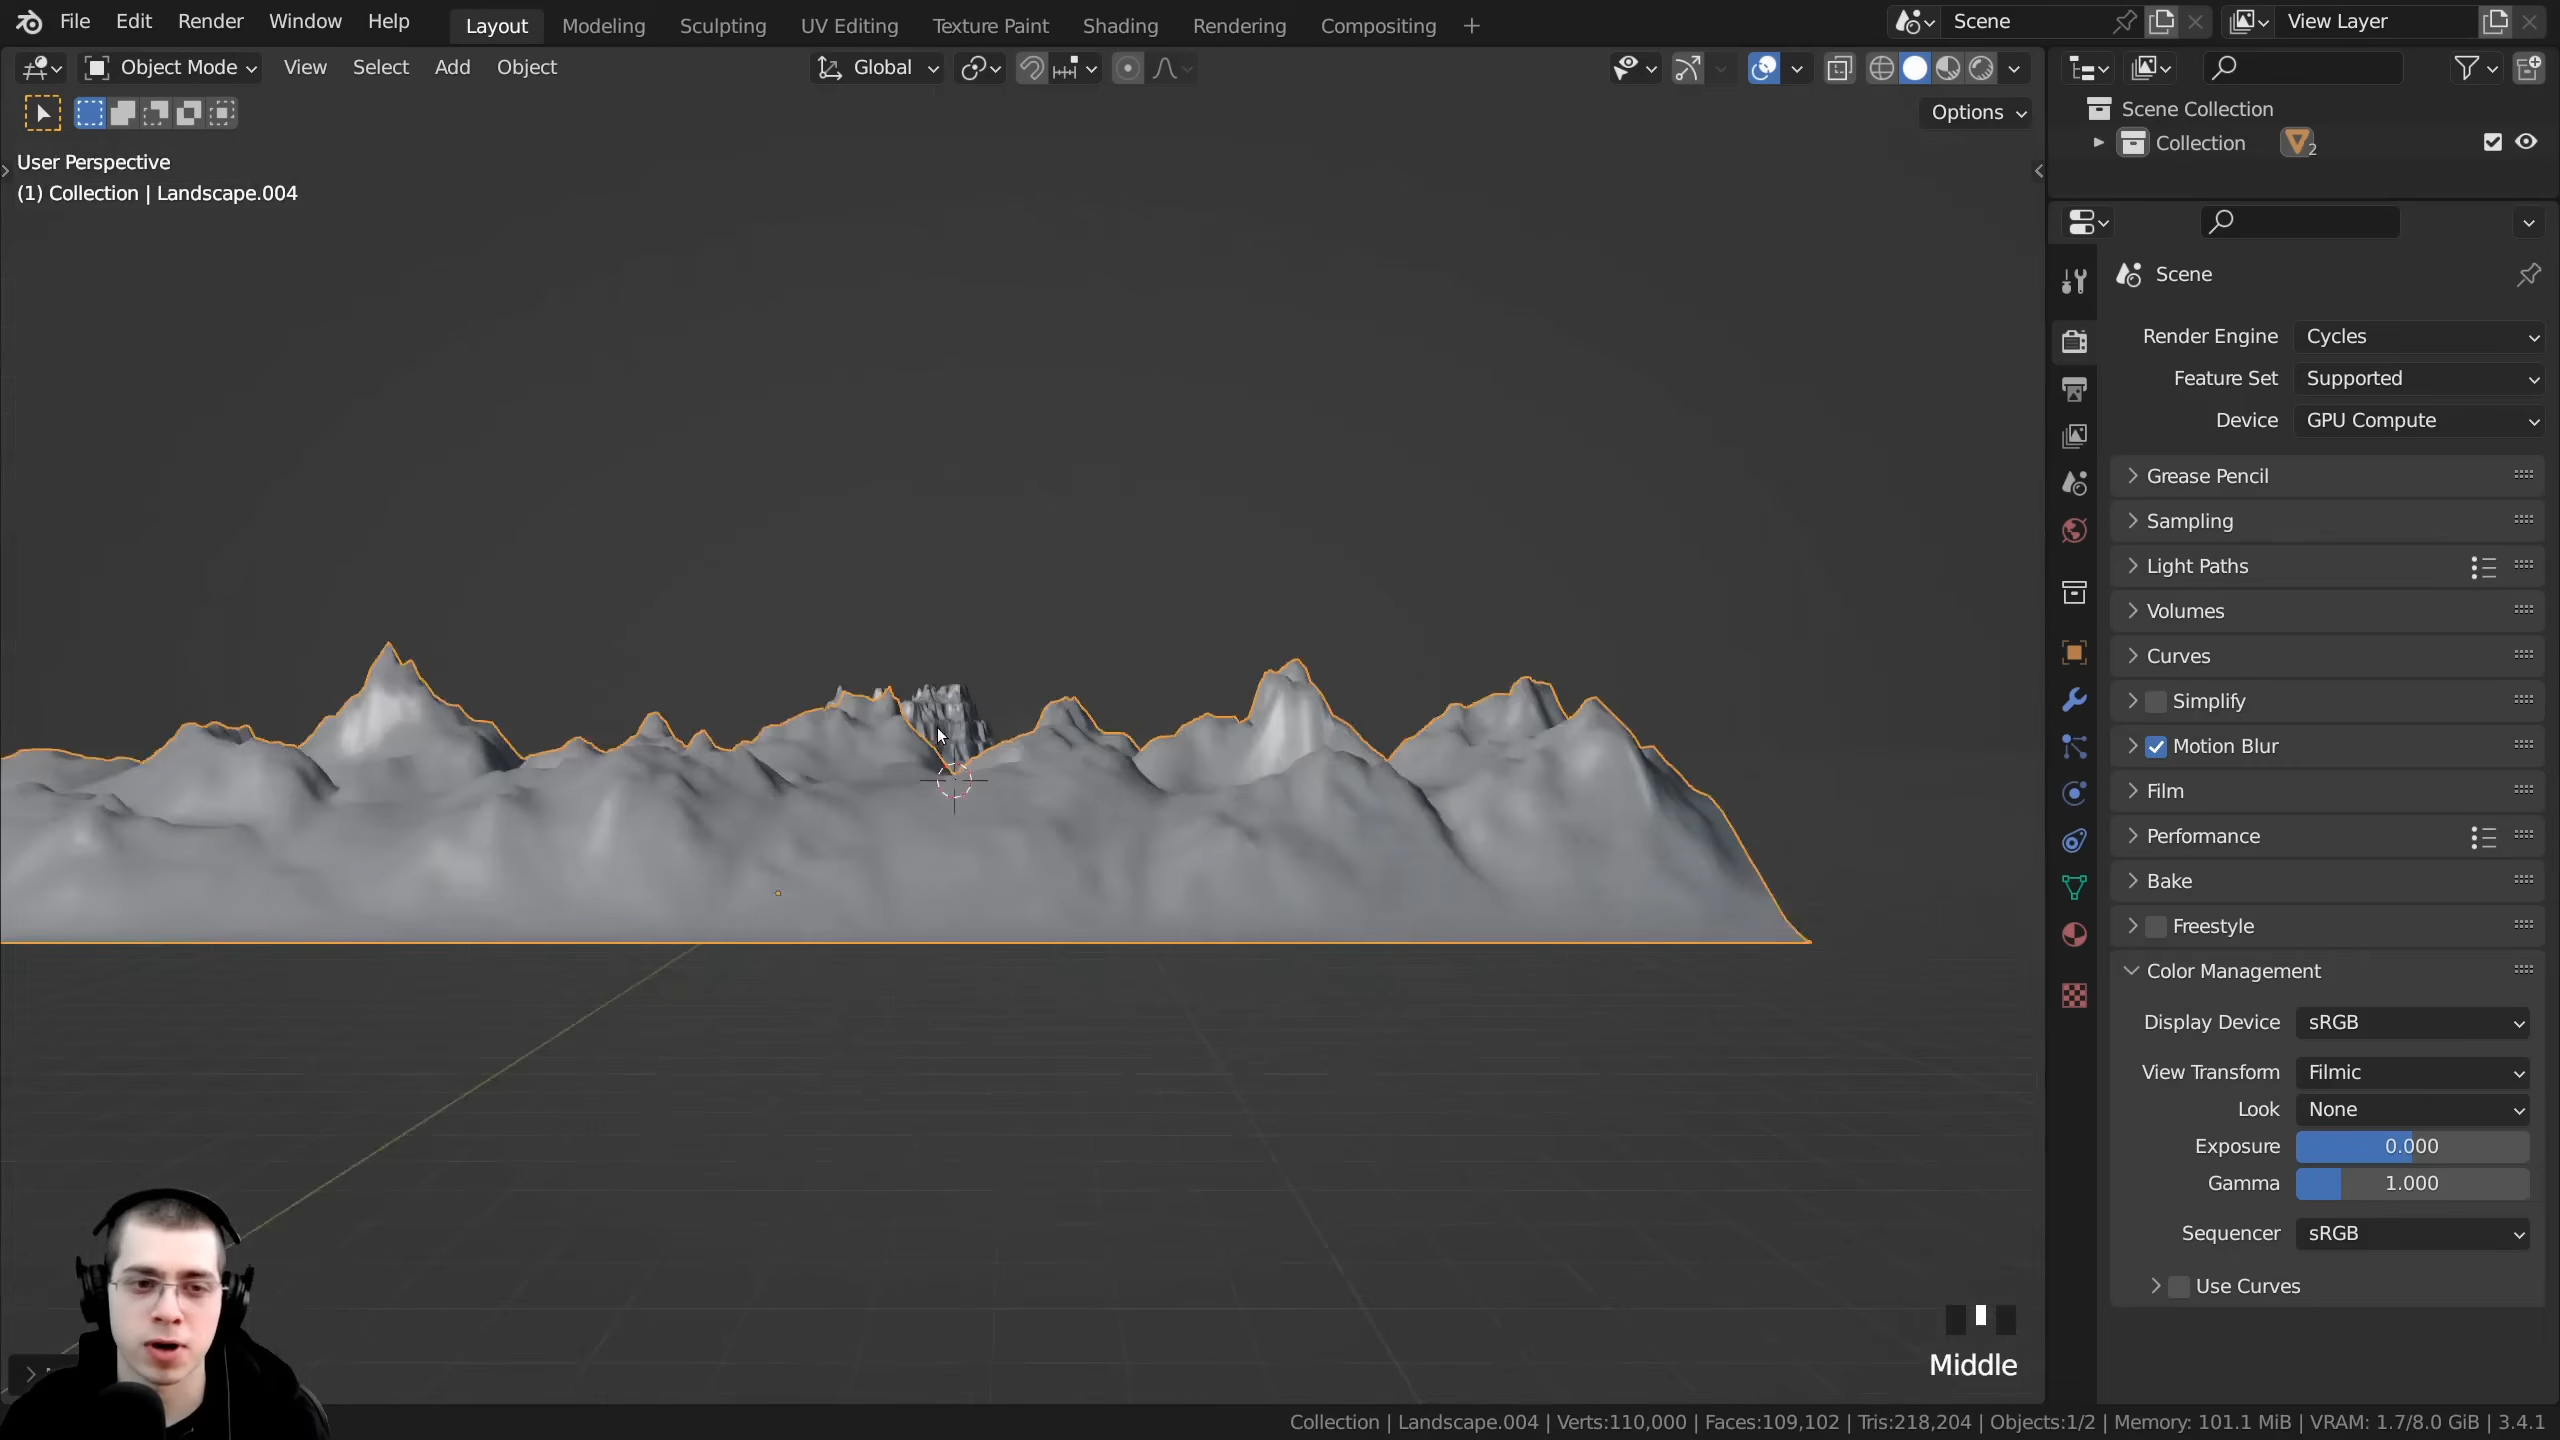 File Edit Render Window Help Layout Modeling Sculpting UV Editing Texture Paint Shading Rendering Compositing + Scene View Layer
Object Mode View Select Add Object Global
Options
User Perspective
(1) Collection | Landscape.004
Scene Collection
Collection 2
Scene
Render Engine Cycles
Feature Set Supported
Device GPU Compute
Grease Pencil
Sampling
Light Paths
Volumes
Curves
Simplify
Motion Blur
Film
Performance
Bake
Freestyle
Color Management
Display Device sRGB
View Transform Filmic
Look None
Exposure 0.000
Gamma 1.000
Sequencer sRGB
Use Curves
Middle
Collection | Landscape.004 | Verts:110,000 | Faces:109,102 | Tris:218,204 | Objects:1/2 | Memory: 101.1 MiB | VRAM: 1.7/8.0 GiB | 3.4.1